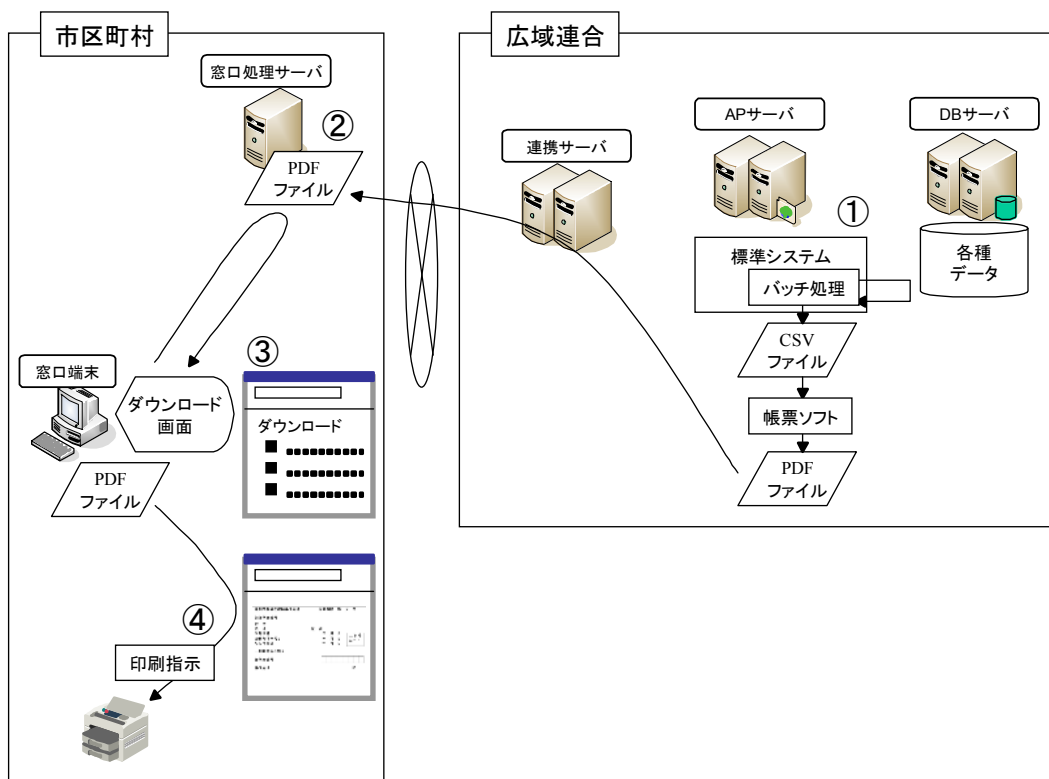 市区町村
窓口処理サーバ
②
PDF
ファイル
窓口端末
ダウンロード
画面
③
ダウンロード
PDF
ファイル
④
印刷指示
広域連合
連携サーバ
APサーバ
DBサーバ
①
標準システム
バッチ処理
各種
データ
CSV
ファイル
帳票ソフト
PDF
ファイル